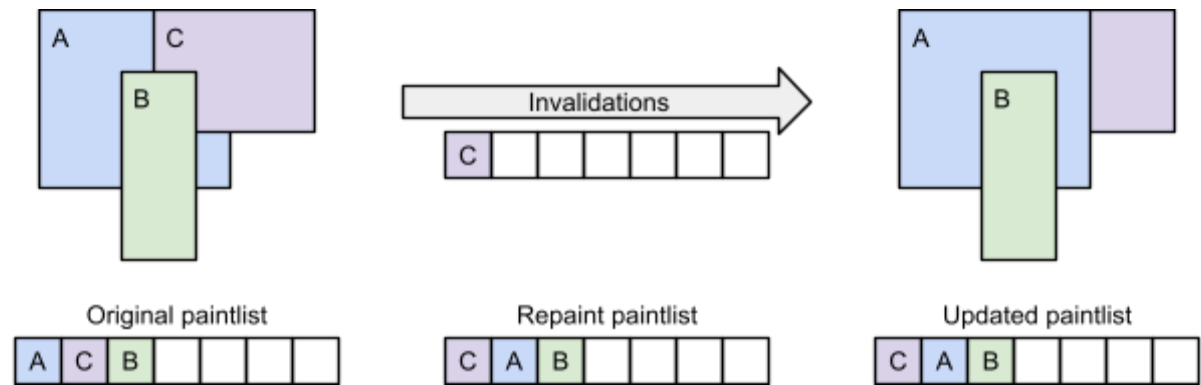 A C
B
Invalidations
C
A
B
Original paintlist
A C B
Repaint paintlist
C A B
Updated paintlist
C A B